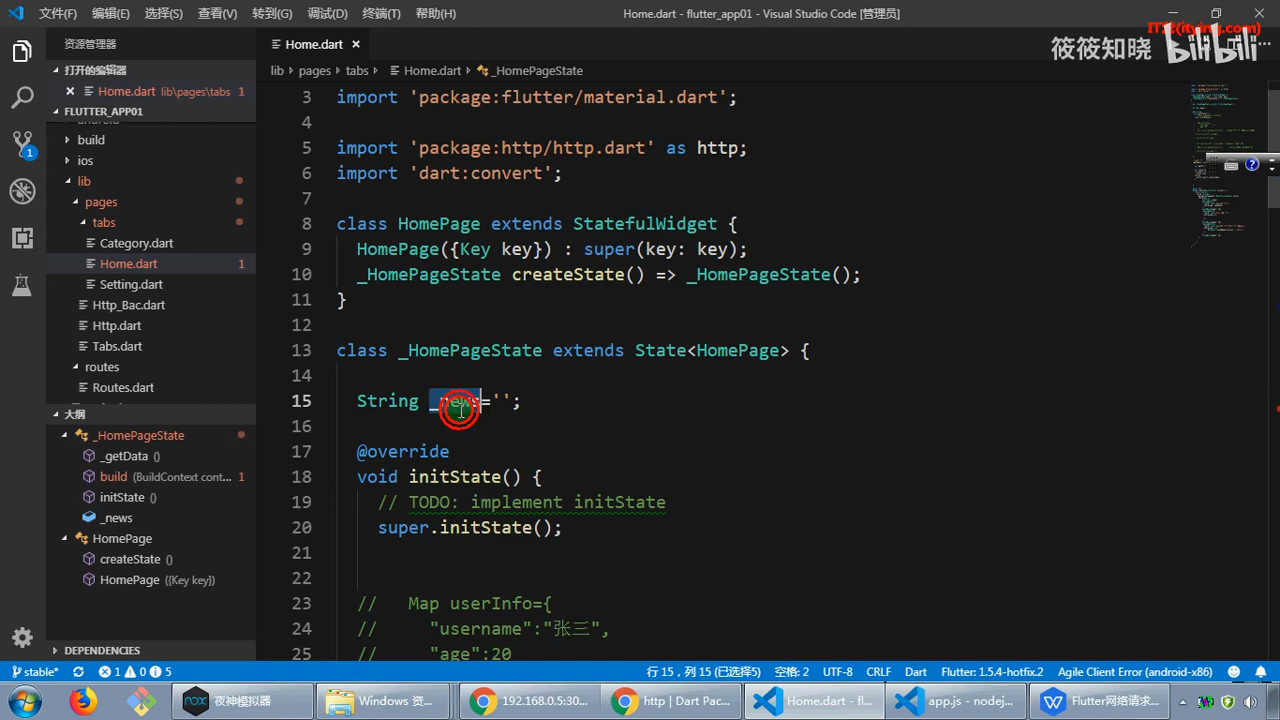 文件(F) 编辑(E) 选择(S) 查看(V) 转到(G) 调试(D) 终端(T) 帮助(H) Home.dart - flutter_app01 - Visual Studio Code [管理员]
IT营(itying.com)
筱筱知晓 bilibili
资源管理器
打开的编辑器
Home.dart lib\pages\tabs 1
FLUTTER_APP01
android
build
ios
lib
pages
tabs
Category.dart
Home.dart 1
Setting.dart
Http_Bac.dart
Http.dart
Tabs.dart
routes
Routes.dart
大纲
_HomePageState
_getData ()
build (BuildContext cont... 1
initState ()
_news
HomePage
createState ()
HomePage ({Key key})
DEPENDENCIES
Home.dart
lib pages tabs Home.dart _HomePageState
3 import 'package:flutter/material.dart';
4
5 import 'package:http/http.dart' as http;
6 import 'dart:convert';
7
8 class HomePage extends StatefulWidget {
9 HomePage({Key key}) : super(key: key);
10 _HomePageState createState() => _HomePageState();
11 }
12
13 class _HomePageState extends State<HomePage> {
14
15 String _news='';
16
17 @override
18 void initState() {
19 // TODO: implement initState
20 super.initState();
21
22
23 // Map userInfo={
24 // "username":"张三",
25 // "age":20
stable* 1 0 5 行 15，列 15 (已选择5) 空格: 2 UTF-8 CRLF Dart Flutter: 1.5.4-hotfix.2 Agile Client Error (android-x86)
nox 夜神模拟器 Windows 资... 192.168.0.5:30... http | Dart Pac... Home.dart - fl... app.js - nodej... Flutter网络请求...